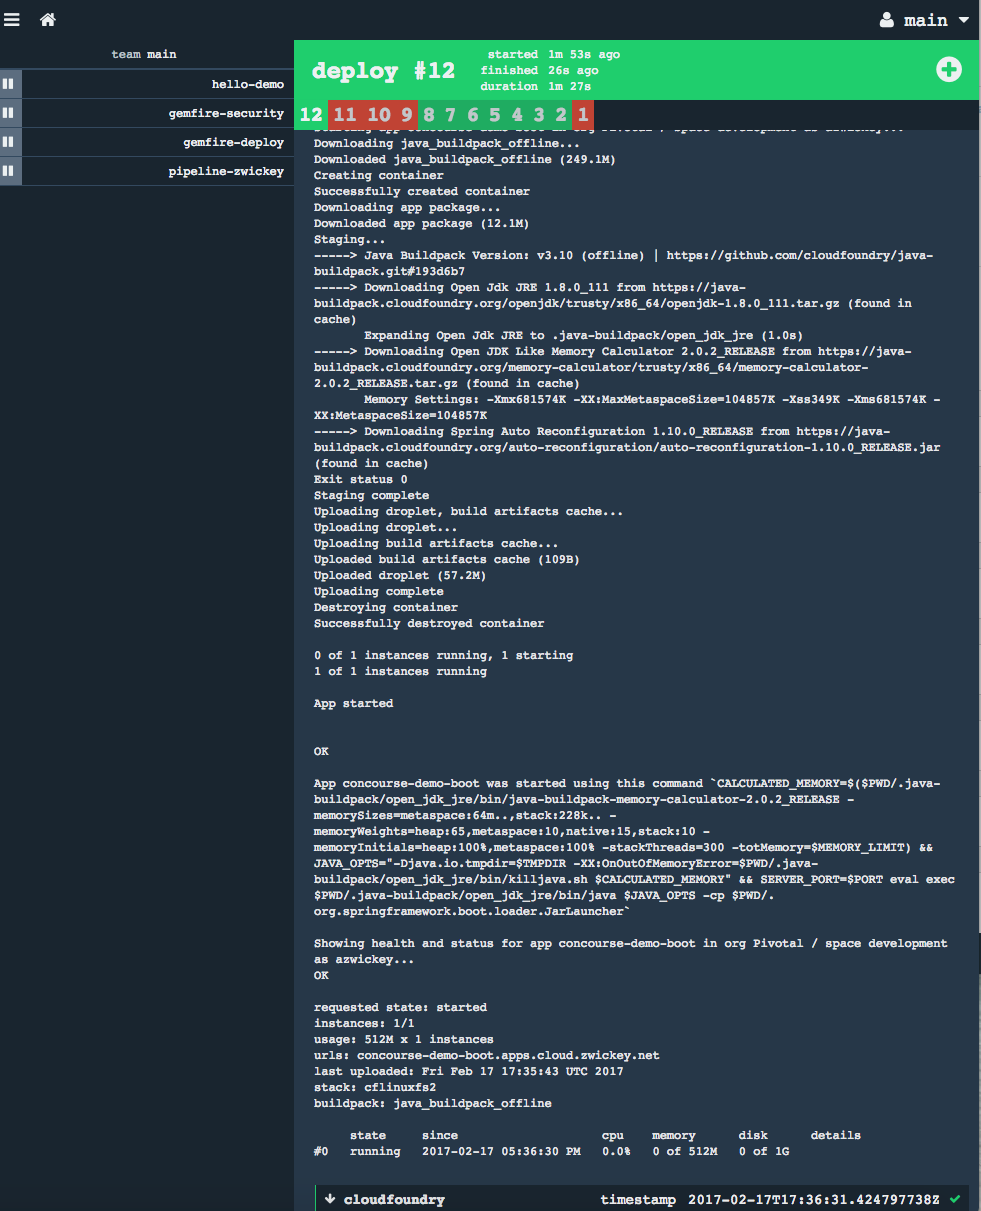 main
team main
hello-demo
gemfire-security
gemfire-deploy
pipeline-zwickey
deploy #12
started 1m 53s ago
finished 26s ago
duration 1m 27s
12 11 10 9 8 7 6 5 4 3 2 1
Downloading java_buildpack_offline...
Downloaded java_buildpack_offline (249.1M)
Creating container
Successfully created container
Downloading app package...
Downloaded app package (12.1M)
Staging...
-----> Java Buildpack Version: v3.10 (offline) | https://github.com/cloudfoundry/java-
buildpack.git#193d6b7
-----> Downloading Open Jdk JRE 1.8.0_111 from https://java-
buildpack.cloudfoundry.org/openjdk/trusty/x86_64/openjdk-1.8.0_111.tar.gz (found in
cache)
Expanding Open Jdk JRE to .java-buildpack/open_jdk_jre (1.0s)
-----> Downloading Open JDK Like Memory Calculator 2.0.2_RELEASE from https://java-
buildpack.cloudfoundry.org/memory-calculator/trusty/x86_64/memory-calculator-
2.0.2_RELEASE.tar.gz (found in cache)
Memory Settings: -Xmx681574K -XX:MaxMetaspaceSize=104857K -Xss349K -Xms681574K -
XX:MetaspaceSize=104857K
-----> Downloading Spring Auto Reconfiguration 1.10.0_RELEASE from https://java-
buildpack.cloudfoundry.org/auto-reconfiguration/auto-reconfiguration-1.10.0_RELEASE.jar
(found in cache)
Exit status 0
Staging complete
Uploading droplet, build artifacts cache...
Uploading droplet...
Uploading build artifacts cache...
Uploaded build artifacts cache (109B)
Uploaded droplet (57.2M)
Uploading complete
Destroying container
Successfully destroyed container
0 of 1 instances running, 1 starting
1 of 1 instances running
App started
OK
App concourse-demo-boot was started using this command `CALCULATED_MEMORY=$($PWD/.java-
buildpack/open_jdk_jre/bin/java-buildpack-memory-calculator-2.0.2_RELEASE -
memorySizes=metaspace:64m..,stack:228k.. -
memoryWeights=heap:65,metaspace:10,native:15,stack:10 -
memoryInitials=heap:100%,metaspace:100% -stackThreads=300 -totMemory=$MEMORY_LIMIT) &&
JAVA_OPTS="-Djava.io.tmpdir=$TMPDIR -XX:OnOutOfMemoryError=$PWD/.java-
buildpack/open_jdk_jre/bin/killjava.sh $CALCULATED_MEMORY" && SERVER_PORT=$PORT eval exec
$PWD/.java-buildpack/open_jdk_jre/bin/java $JAVA_OPTS -cp $PWD/.
org.springframework.boot.loader.JarLauncher`
Showing health and status for app concourse-demo-boot in org Pivotal / space development
as azwickey...
OK
requested state: started
instances: 1/1
usage: 512M x 1 instances
urls: concourse-demo-boot.apps.cloud.zwickey.net
last uploaded: Fri Feb 17 17:35:43 UTC 2017
stack: cflinuxfs2
buildpack: java_buildpack_offline
state since cpu memory disk details
#0 running 2017-02-17 05:36:30 PM 0.0% 0 of 512M 0 of 1G
cloudfoundry timestamp 2017-02-17T17:36:31.424797738Z